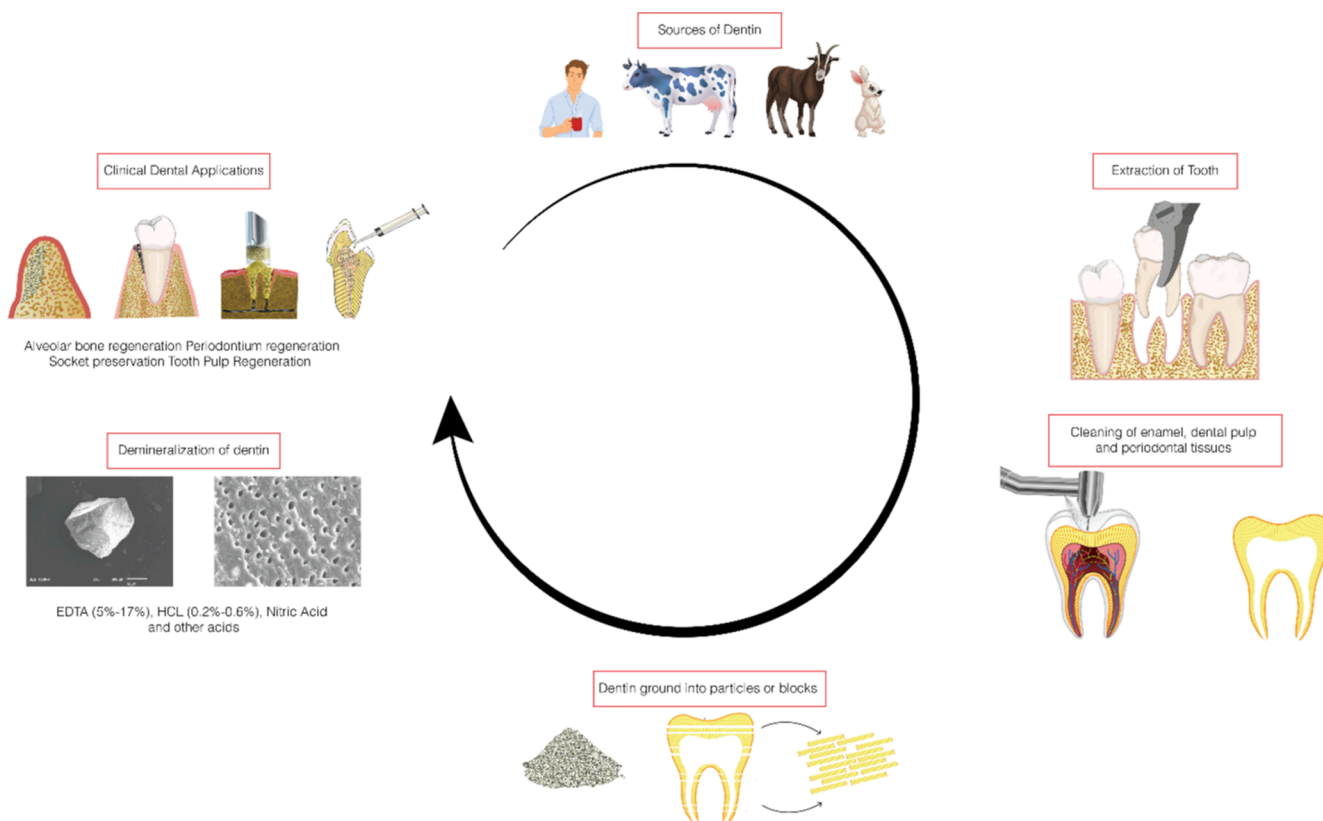 Sources of Dentin
Extraction of Tooth
Cleaning of enamel, dental pulp
and periodontal tissues
Dentin ground into particles or blocks
Demineralization of dentin
EDTA (5%-17%), HCL (0.2%-0.6%), Nitric Acid
and other acids
Clinical Dental Applications
Alveolar bone regeneration Periodontium regeneration
Socket preservation Tooth Pulp Regeneration